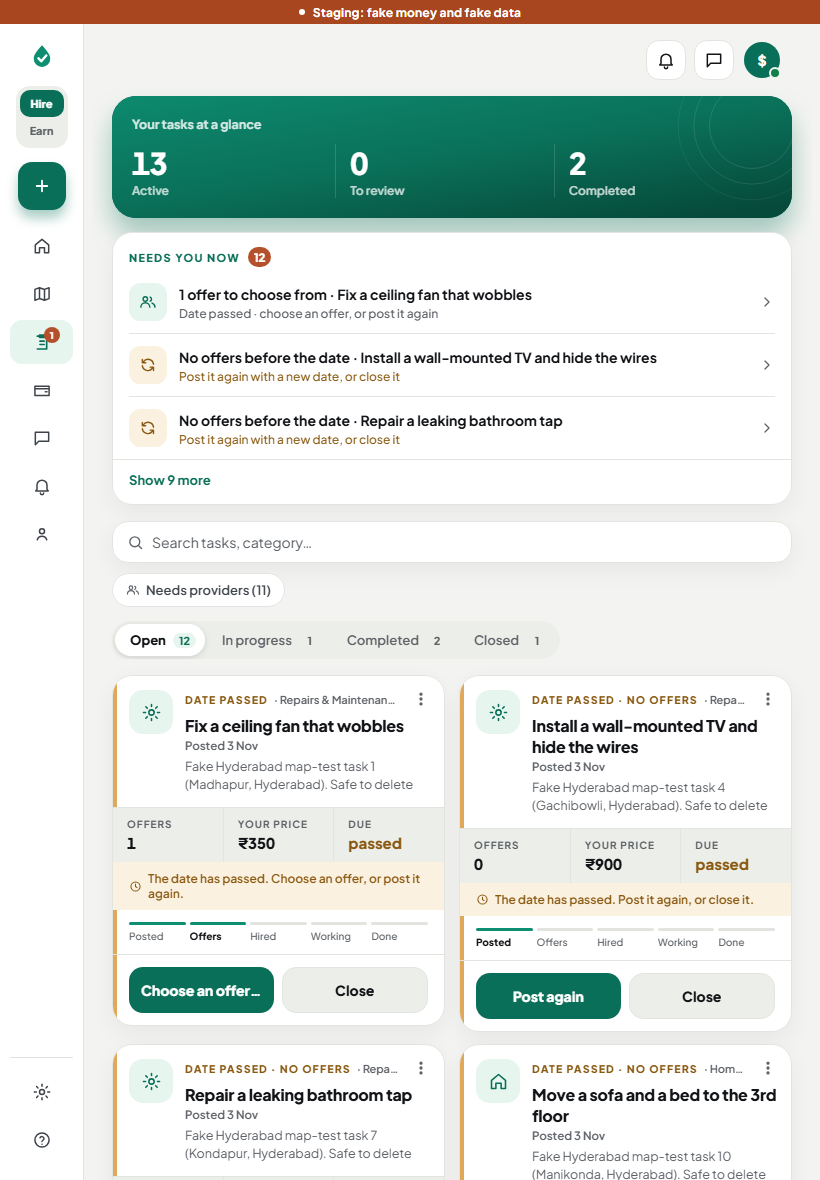 Staging: fake money and fake data
$
Hire
Earn
Your tasks at a glance
13
0
2
Active
To review
Completed
NEEDS YOU NOW 12
1 offer to choose from · Fix a ceiling fan that wobbles
Date passed · choose an offer, or post it again
No offers before the date · Install a wall-mounted TV and hide the wires
Post it again with a new date, or close it
1
No offers before the date · Repair a leaking bathroom tap
Post it again with a new date, or close it
Show 9 more
Search tasks, category…
Needs providers (11)
Open 12 In progress 1 Completed 2 Closed 1
DATE PASSED · Repairs & Maintenan…
Fix a ceiling fan that wobbles
Posted 3 Nov
Fake Hyderabad map-test task 1
(Madhapur, Hyderabad). Safe to delete
OFFERS YOUR PRICE DUE
1 ₹350 passed
The date has passed. Choose an offer, or post it
again.
Posted Offers Hired Working Done
Choose an offer… Close
DATE PASSED · NO OFFERS · Repa…
Install a wall-mounted TV and
hide the wires
Posted 3 Nov
Fake Hyderabad map-test task 4
(Gachibowli, Hyderabad). Safe to delete
OFFERS YOUR PRICE DUE
0 ₹900 passed
The date has passed. Post it again, or close it.
Posted Offers Hired Working Done
Post again Close
DATE PASSED · NO OFFERS · Repa…
Repair a leaking bathroom tap
Posted 3 Nov
Fake Hyderabad map-test task 7
(Kondapur, Hyderabad). Safe to delete
DATE PASSED · NO OFFERS · Hom…
Move a sofa and a bed to the 3rd
floor
Posted 3 Nov
Fake Hyderabad map-test task 10
(Manikonda, Hyderabad). Safe to delete